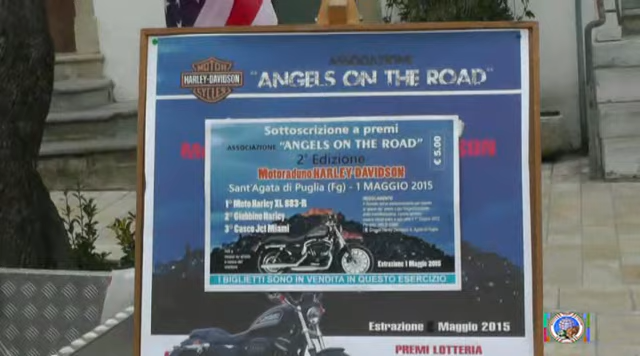 MOTOR
HARLEY-DAVIDSON
CYCLES
ASSOCIAZIONE
"ANGELS ON THE ROAD"
Sottoscrizione a premi
ASSOCIAZIONE "ANGELS ON THE ROAD"
2° Edizione
Motoraduno HARLEY DAVIDSON
Sant'Agata di Puglia (Fg) - 1 MAGGIO 2015
€ 5.00
1° Moto Harley XL 883-R
2° Giubbino Harley
3° Casco Jet Miami
Estrazione 1 Maggio 2015
I BIGLIETTI SONO IN VENDITA IN QUESTO ESERCIZIO
Estrazione Maggio 2015
PREMI LOTTERIA